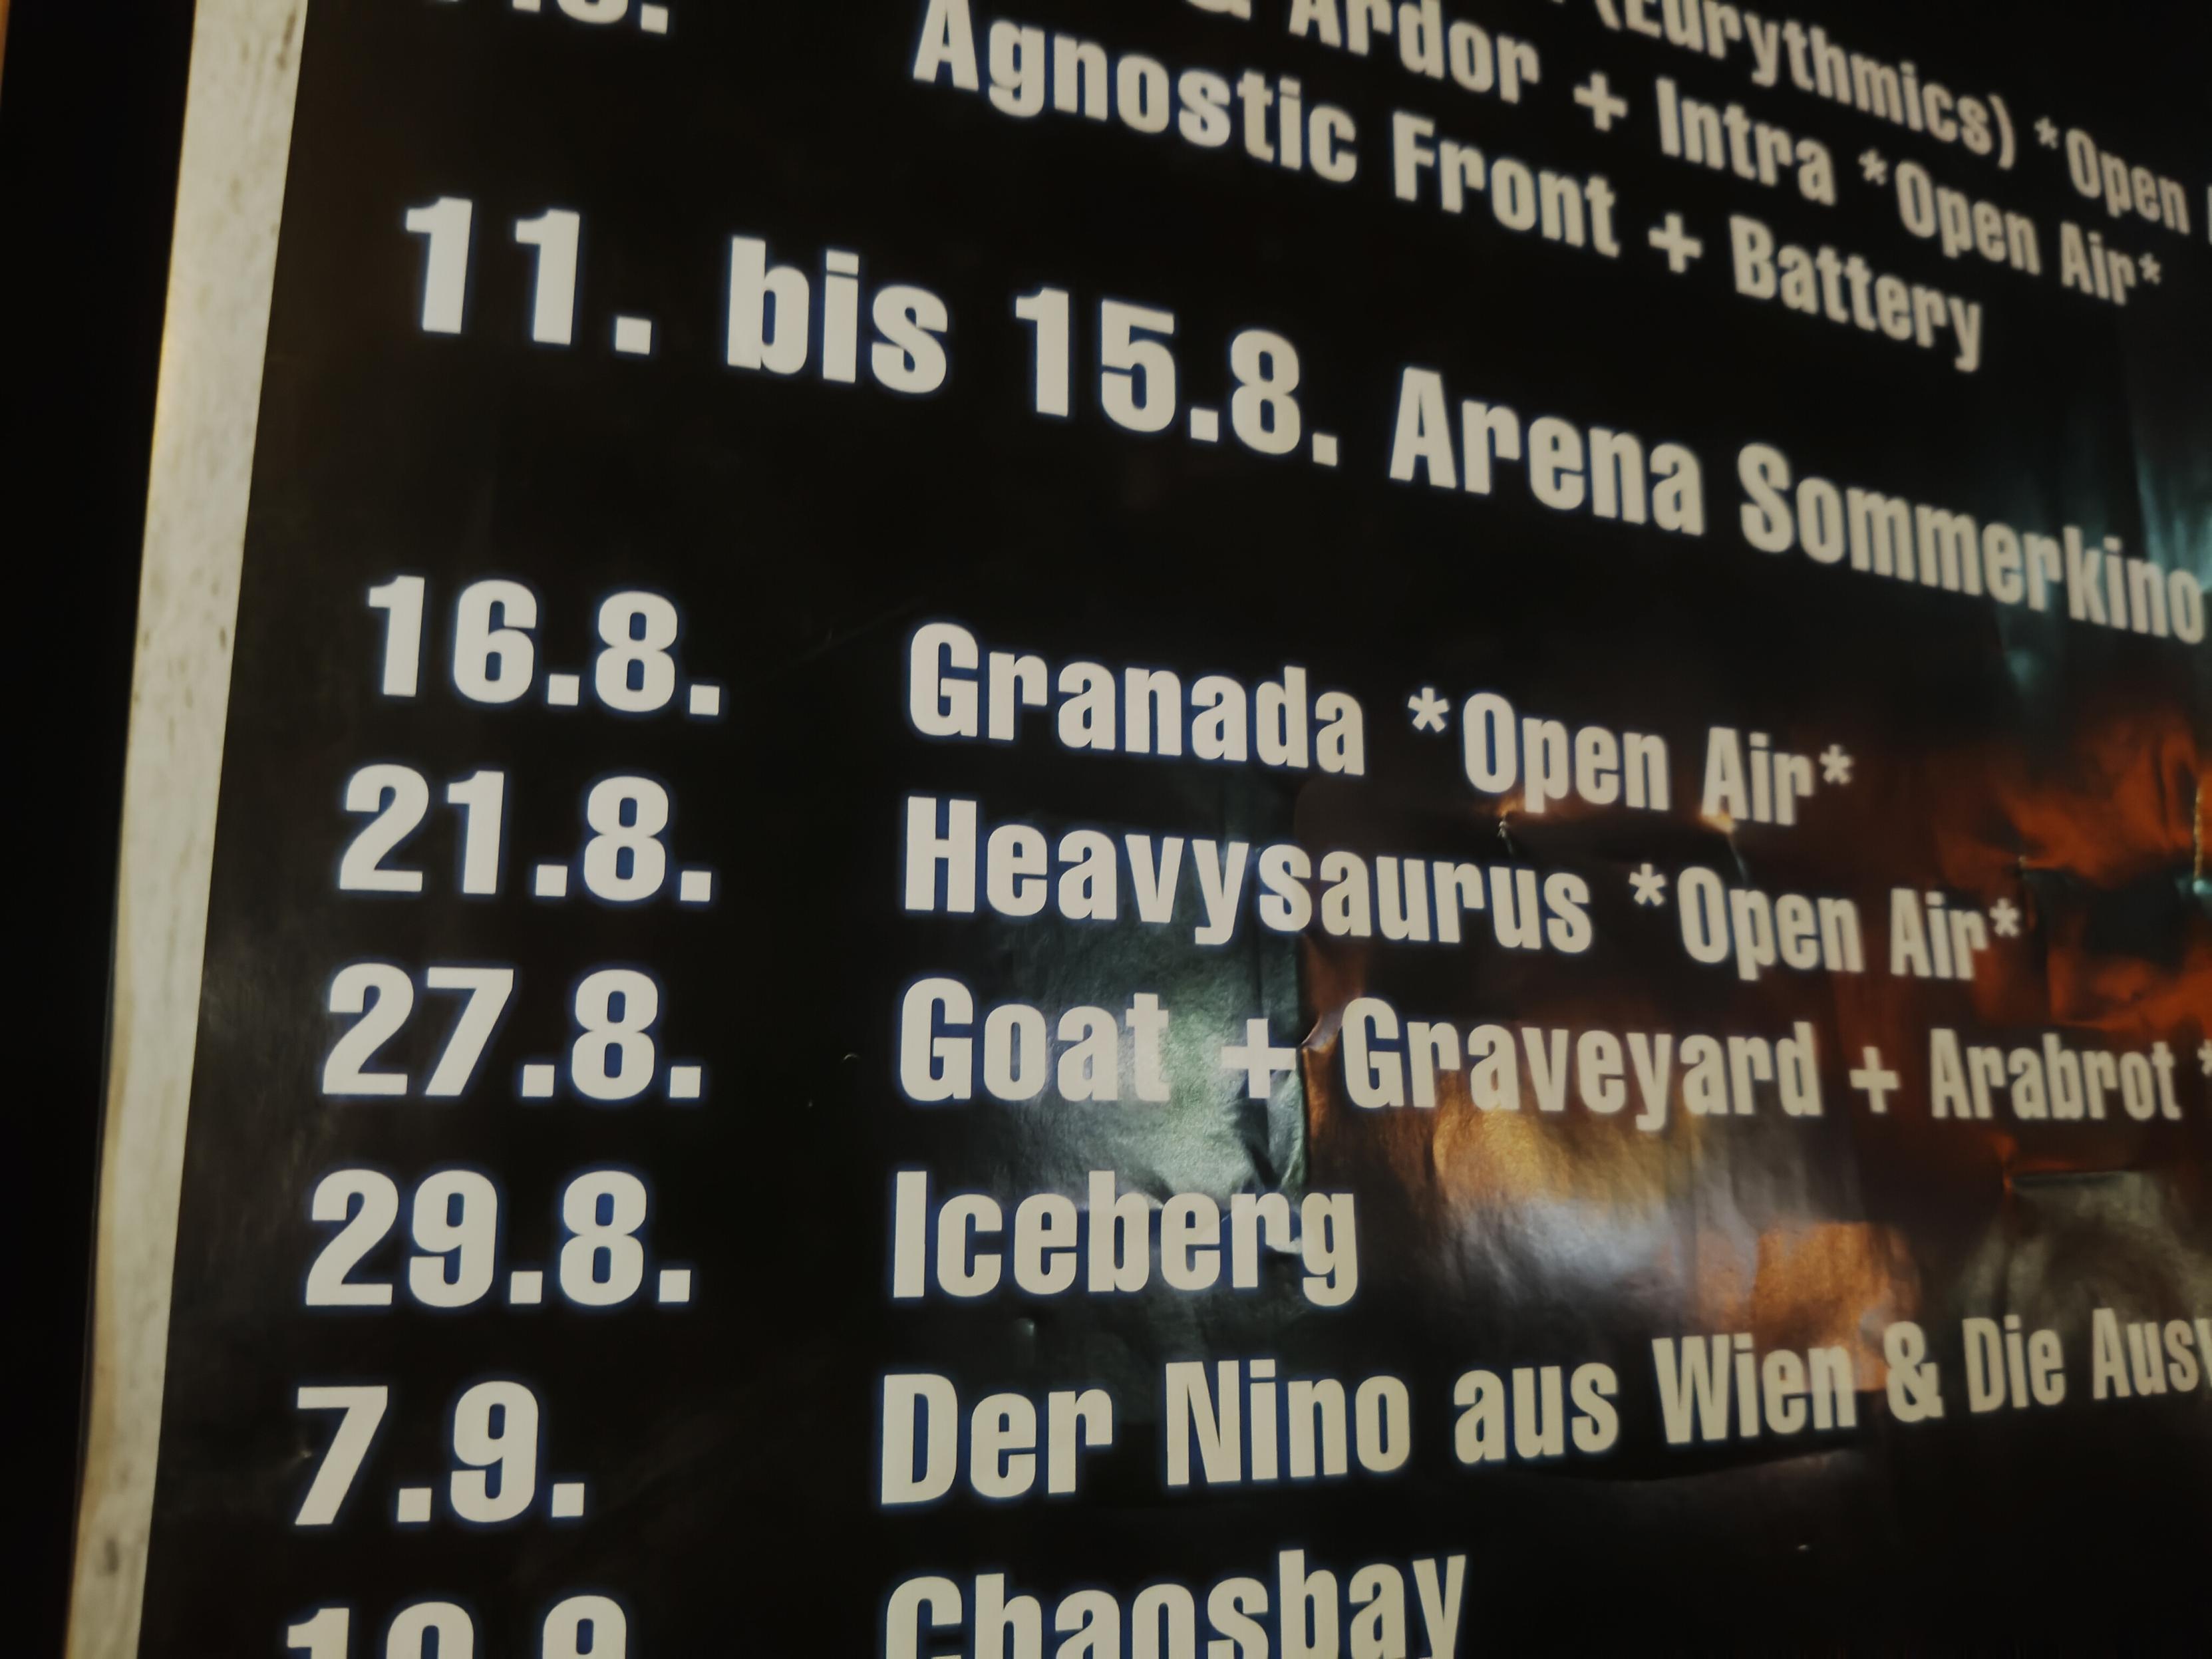 (Eurythmics) *Open
& Ardor + Intra *Open Air*
Agnostic Front + Battery
11. bis 15.8. Arena Sommerkino
16.8. Granada *Open Air*
21.8. Heavysaurus *Open Air*
27.8. Goat + Graveyard + Arabrot *
29.8. Iceberg
7.9. Der Nino aus Wien & Die
Chaosbay